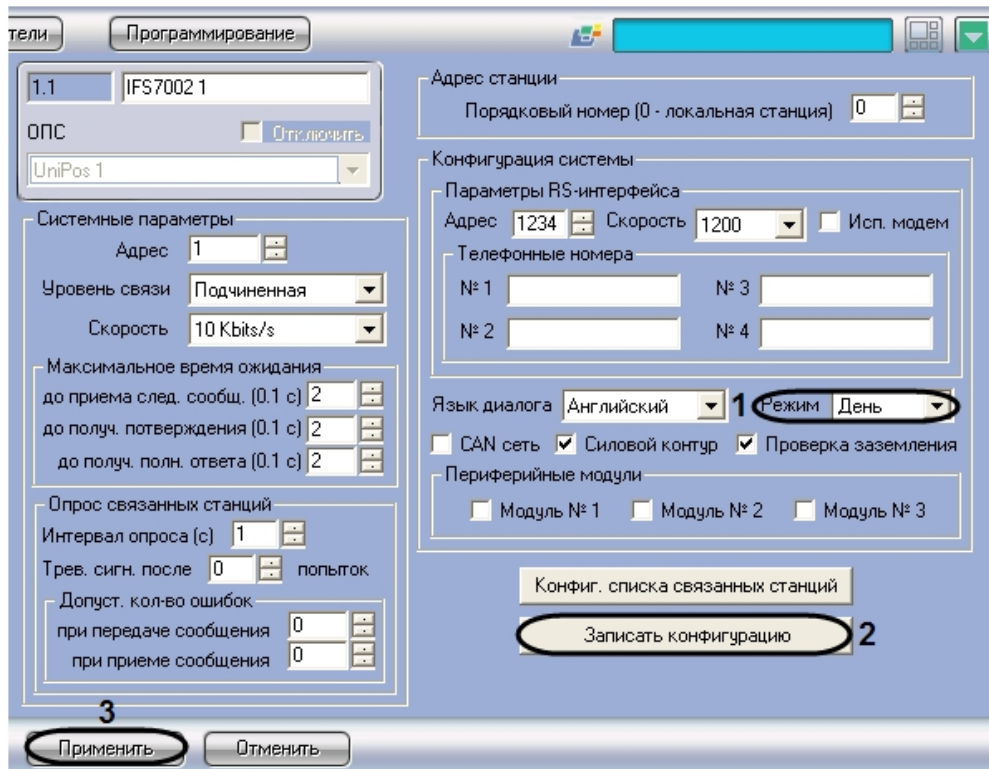 тели
Программирование
1.1
IFS7002 1
ОПС
Отключить
UniPos 1
Системные параметры
Адрес 1
Уровень связи Подчиненная
Скорость 10 Kbits/s
Максимальное время ожидания
до приема след. сообщ. (0.1 с) 2
до получ. потверждения (0.1 с) 2
до получ. полн. ответа (0.1 с) 2
Опрос связанных станций
Интервал опроса (с) 1
Трев. сигн. после 0 попыток
Допуст. кол-во ошибок
при передаче сообщения 0
при приеме сообщения 0
Адрес станции
Порядковый номер (0 - локальная станция) 0
Конфигурация системы
Параметры RS-интерфейса
Адрес 1234 Скорость 1200 Исп. модем
Телефонные номера
№ 1 № 3
№ 2 № 4
Язык диалога Английский 1 Режим День
CAN сеть Силовой контур Проверка заземления
Периферийные модули
Модуль № 1 Модуль № 2 Модуль № 3
Конфиг. списка связанных станций
Записать конфигурацию 2
3
Применить Отменить